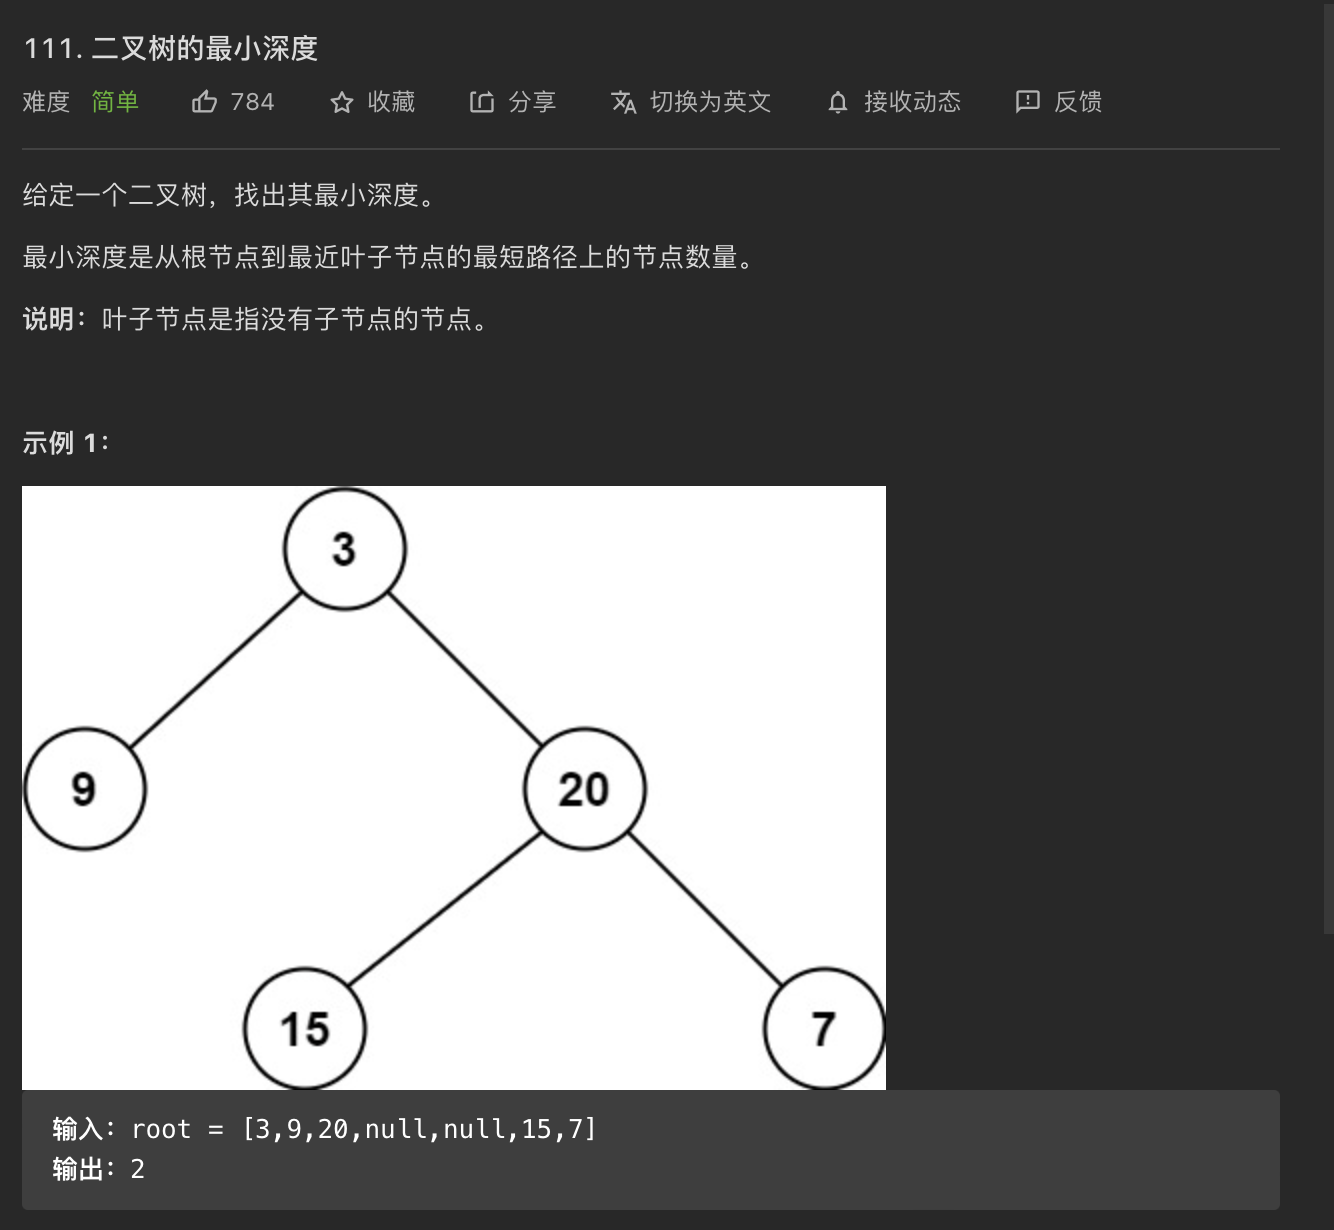 111. 二叉树的最小深度
难度 简单 784 收藏 分享 切换为英文 接收动态 反馈
给定一个二叉树，找出其最小深度。
最小深度是从根节点到最近叶子节点的最短路径上的节点数量。
说明：叶子节点是指没有子节点的节点。
示例 1：
3
9 20
15 7
输入：root = [3,9,20,null,null,15,7]
输出：2